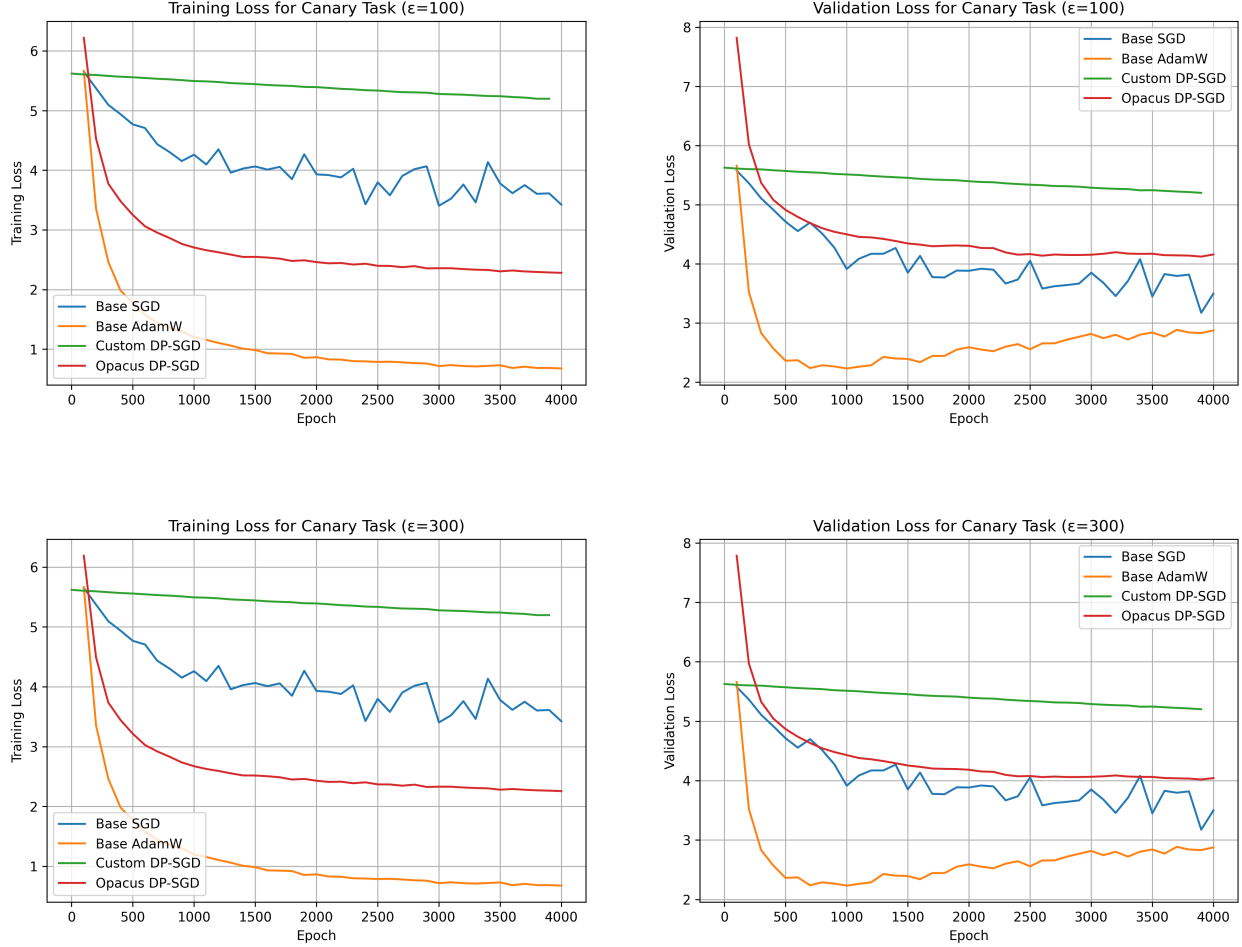 Training Loss for Canary Task (ε=100)
Training Loss
6
5
4
3
2
1
Base SGD
Base AdamW
Custom DP-SGD
Opacus DP-SGD
0 500 1000 1500 2000 2500 3000 3500 4000
Epoch
Validation Loss for Canary Task (ε=100)
Validation Loss
8
7
6
5
4
3
2
Base SGD
Base AdamW
Custom DP-SGD
Opacus DP-SGD
0 500 1000 1500 2000 2500 3000 3500 4000
Epoch
Training Loss for Canary Task (ε=300)
Training Loss
6
5
4
3
2
1
Base SGD
Base AdamW
Custom DP-SGD
Opacus DP-SGD
0 500 1000 1500 2000 2500 3000 3500 4000
Epoch
Validation Loss for Canary Task (ε=300)
Validation Loss
8
7
6
5
4
3
2
Base SGD
Base AdamW
Custom DP-SGD
Opacus DP-SGD
0 500 1000 1500 2000 2500 3000 3500 4000
Epoch